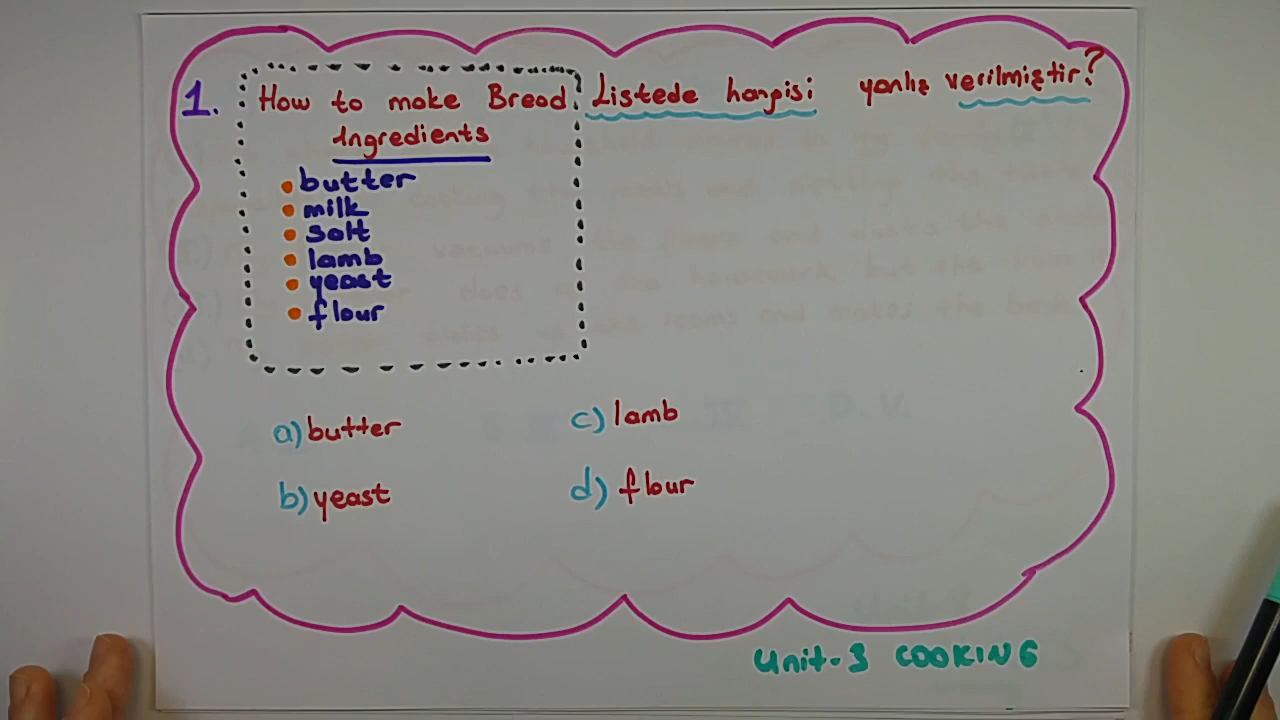 1. How to make Bread Listede hangisi yanlış verilmiştir?
Ingredients
• butter
• milk
• salt
• lamb
• yeast
• flour
a) butter c) lamb
b) yeast d) flour
Unit-3 COOKING